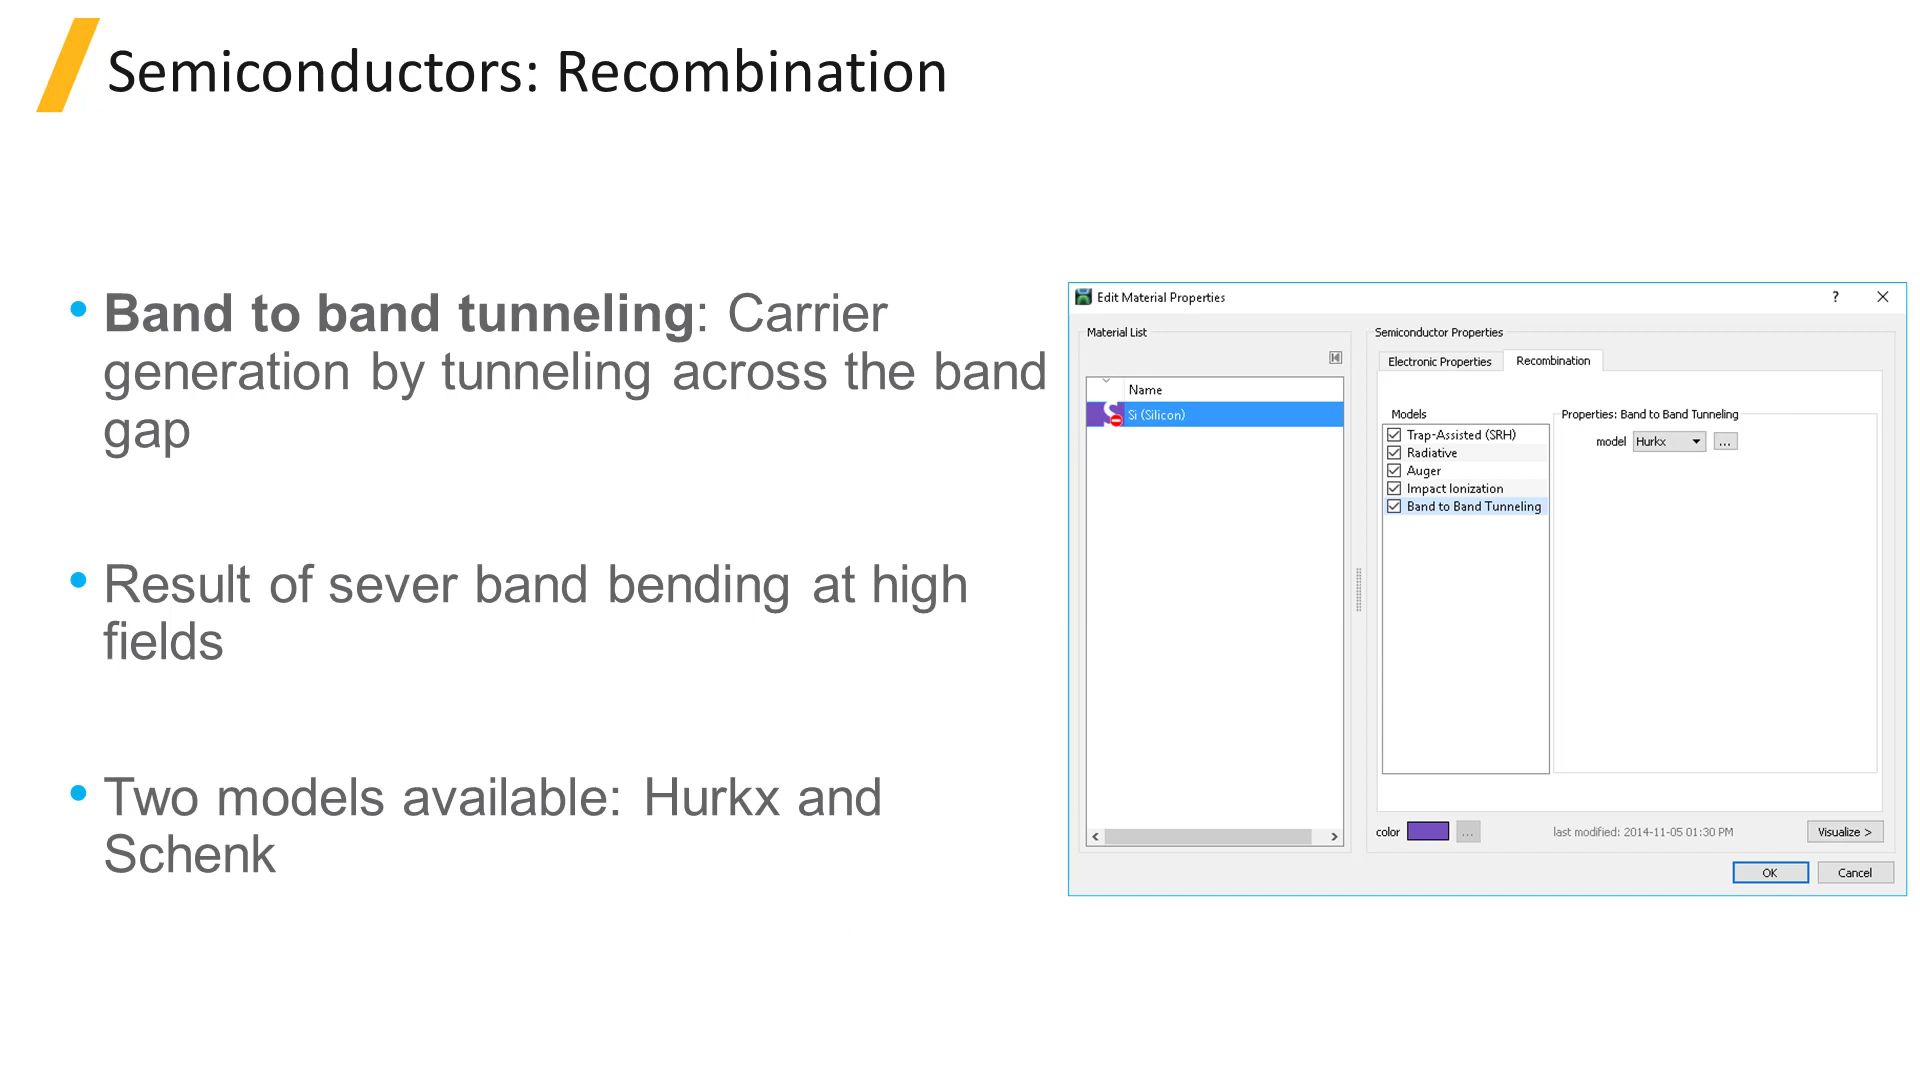 Semiconductors: Recombination
• Band to band tunneling: Carrier
generation by tunneling across the band
gap
• Result of sever band bending at high
fields
• Two models available: Hurkx and
Schenk
Edit Material Properties
?
Material List
Name
Si (Silicon)
Semiconductor Properties
Electronic Properties
Recombination
Models
Trap-Assisted (SRH)
Radiative
Auger
Impact Ionization
Band to Band Tunneling
Properties: Band to Band Tunneling
model Hurkx ...
color ...
last modified: 2014-11-05 01:30 PM
Visualize >
OK
Cancel